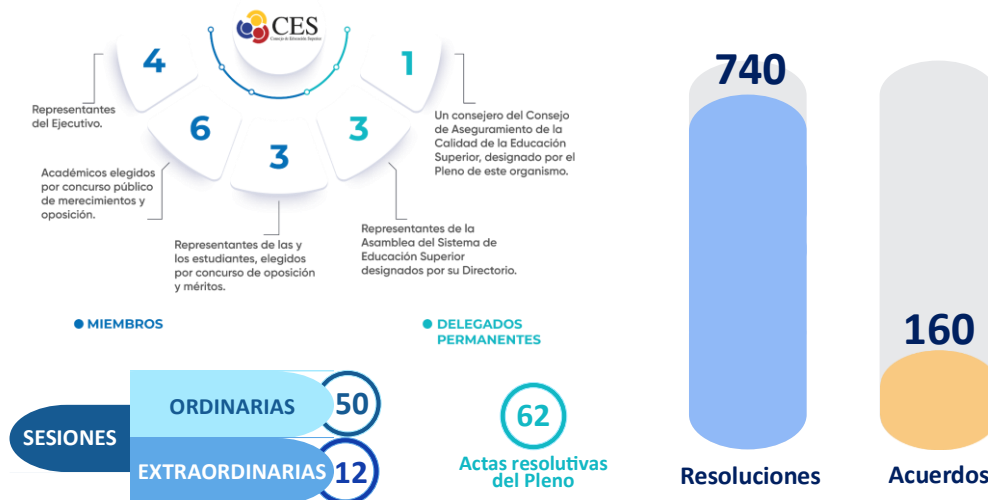 CES
Consejo de Educación Superior
4
Representantes
del Ejecutivo.
6
Académicos elegidos
por concurso público
de merecimientos y
oposición.
3
Representantes de las y
los estudiantes, elegidos
por concurso de oposición
y méritos.
3
Representantes de la
Asamblea del Sistema de
Educación Superior
designados por su Directorio.
1
Un consejero del Consejo
de Aseguramiento de la
Calidad de la Educación
Superior, designado por el
Pleno de este organismo.
MIEMBROS
DELEGADOS
PERMANENTES
SESIONES
ORDINARIAS
50
EXTRAORDINARIAS
12
62
Actas resolutivas
del Pleno
740
Resoluciones
160
Acuerdos